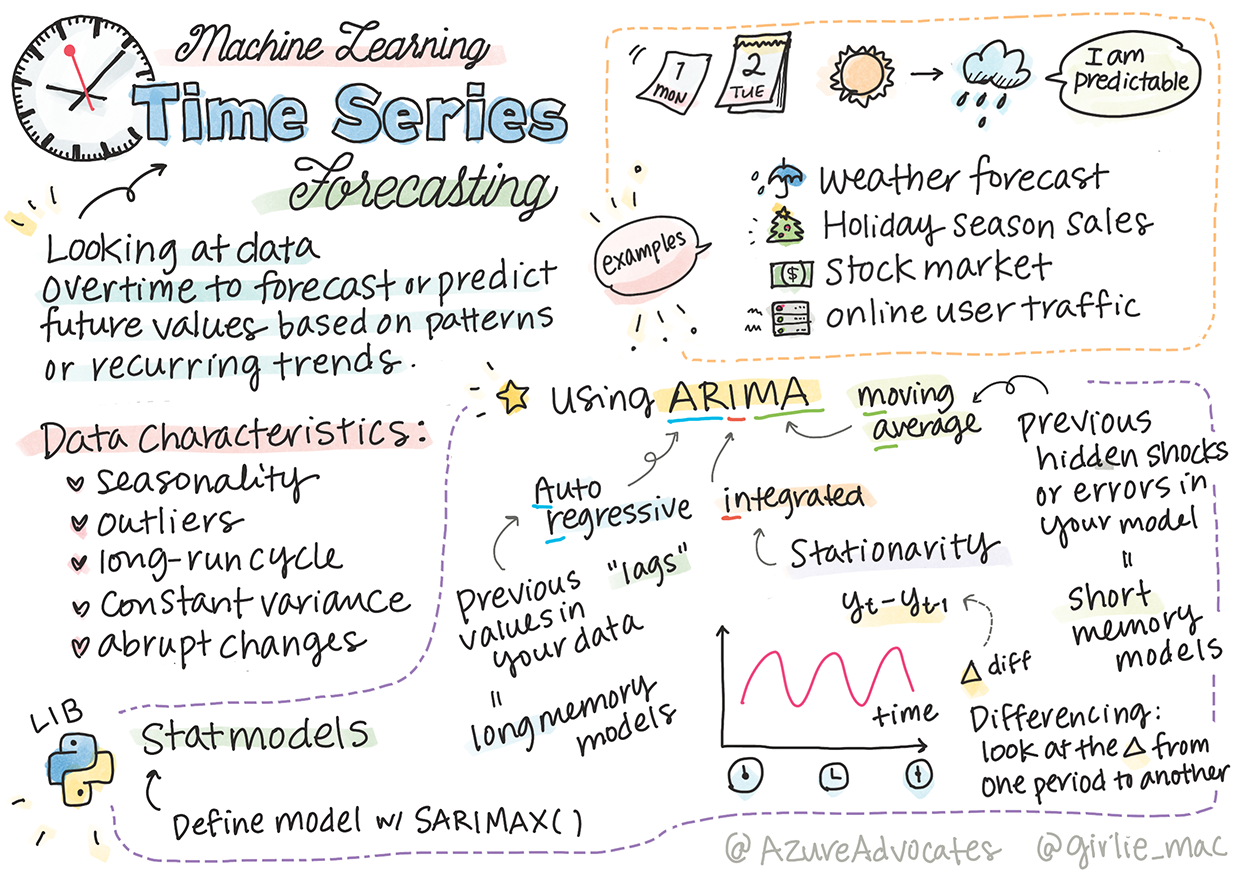 Machine Learning
Time Series
Forecasting
Looking at data
overtime to forecast or predict
future values based on patterns
or recurring trends.
1
MON
2
TUE
I am
predictable
examples
weather forecast
Holiday season sales
$
Stock market
online user traffic
Data Characteristics:
seasonality
outliers
long-run cycle
constant variance
abrupt changes
using ARIMA
moving
average
previous
hidden shocks
or errors in
your model
=
short
memory
models
Auto
regressive
"lags"
previous
values in
your data
=
long memory
models
integrated
Stationarity
yt-yt-1
Δ diff
time
Differencing:
look at the Δ from
one period to another
LIB
Statmodels
Define model w/ SARIMAX()
@AzureAdvocates @girlie_mac